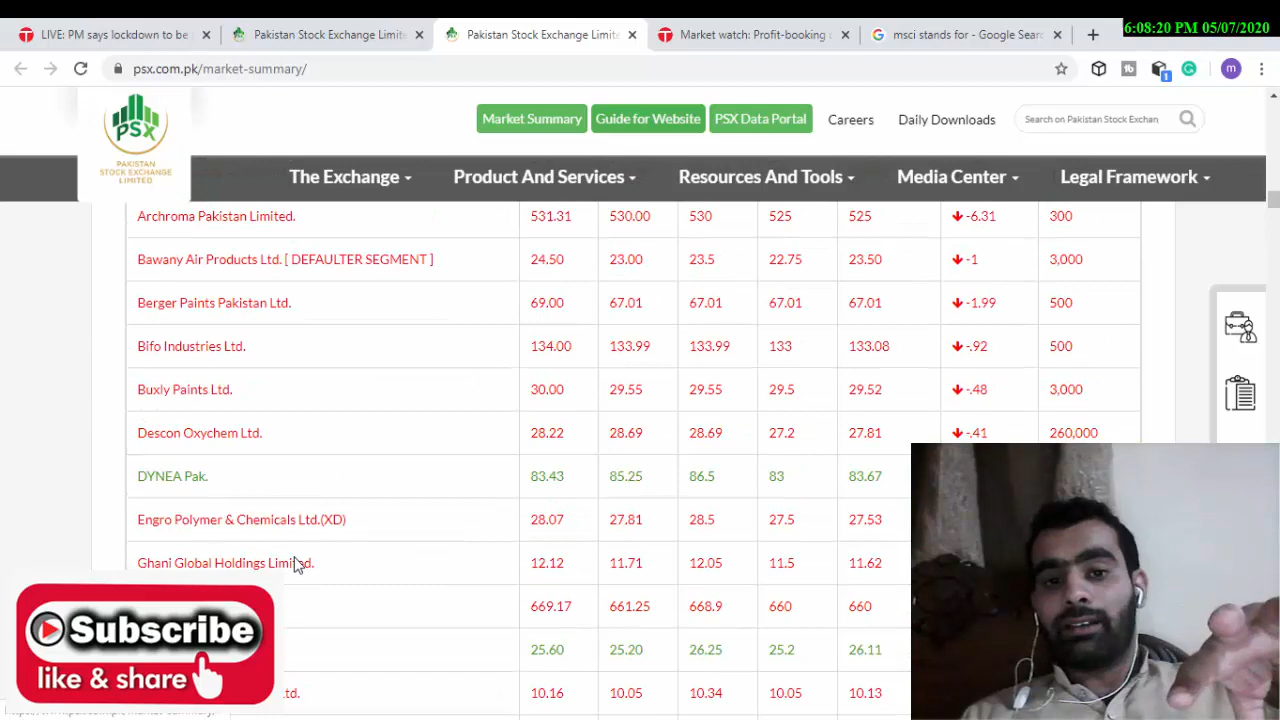 LIVE: PM says lockdown to be
Pakistan Stock Exchange Limite
Pakistan Stock Exchange Limite
Market watch: Profit-booking
msci stands for - Google Searc
6:08:20 PM 05/07/2020
psx.com.pk/market-summary/
1
m
PSX
PAKISTAN
STOCK EXCHANGE
LIMITED
Market Summary
Guide for Website
PSX Data Portal
Careers
Daily Downloads
Search on Pakistan Stock Exchan
The Exchange
Product And Services
Resources And Tools
Media Center
Legal Framework
Archroma Pakistan Limited. 531.31 530.00 530 525 525 -6.31 300
Bawany Air Products Ltd. [ DEFAULTER SEGMENT ] 24.50 23.00 23.5 22.75 23.50 -1 3,000
Berger Paints Pakistan Ltd. 69.00 67.01 67.01 67.01 67.01 -1.99 500
Bifo Industries Ltd. 134.00 133.99 133.99 133 133.08 -.92 500
Buxly Paints Ltd. 30.00 29.55 29.55 29.5 29.52 -.48 3,000
Descon Oxychem Ltd. 28.22 28.69 28.69 27.2 27.81 -.41 260,000
DYNEA Pak. 83.43 85.25 86.5 83 83.67
Engro Polymer & Chemicals Ltd.(XD) 28.07 27.81 28.5 27.5 27.53
Ghani Global Holdings Limited. 12.12 11.71 12.05 11.5 11.62
669.17 661.25 668.9 660 660
25.60 25.20 26.25 25.2 26.11
td. 10.16 10.05 10.34 10.05 10.13
Subscribe
like & share